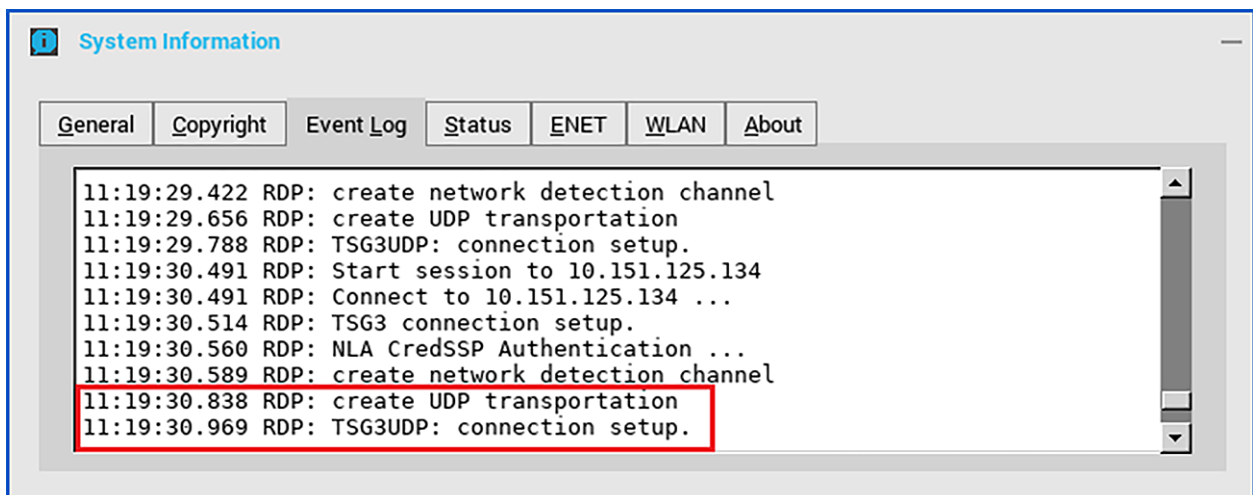 System Information
General Copyright Event Log Status ENET WLAN About
11:19:29.422 RDP: create network detection channel
11:19:29.656 RDP: create UDP transportation
11:19:29.788 RDP: TSG3UDP: connection setup.
11:19:30.491 RDP: Start session to 10.151.125.134
11:19:30.491 RDP: Connect to 10.151.125.134 ...
11:19:30.514 RDP: TSG3 connection setup.
11:19:30.560 RDP: NLA CredSSP Authentication ...
11:19:30.589 RDP: create network detection channel
11:19:30.838 RDP: create UDP transportation
11:19:30.969 RDP: TSG3UDP: connection setup.